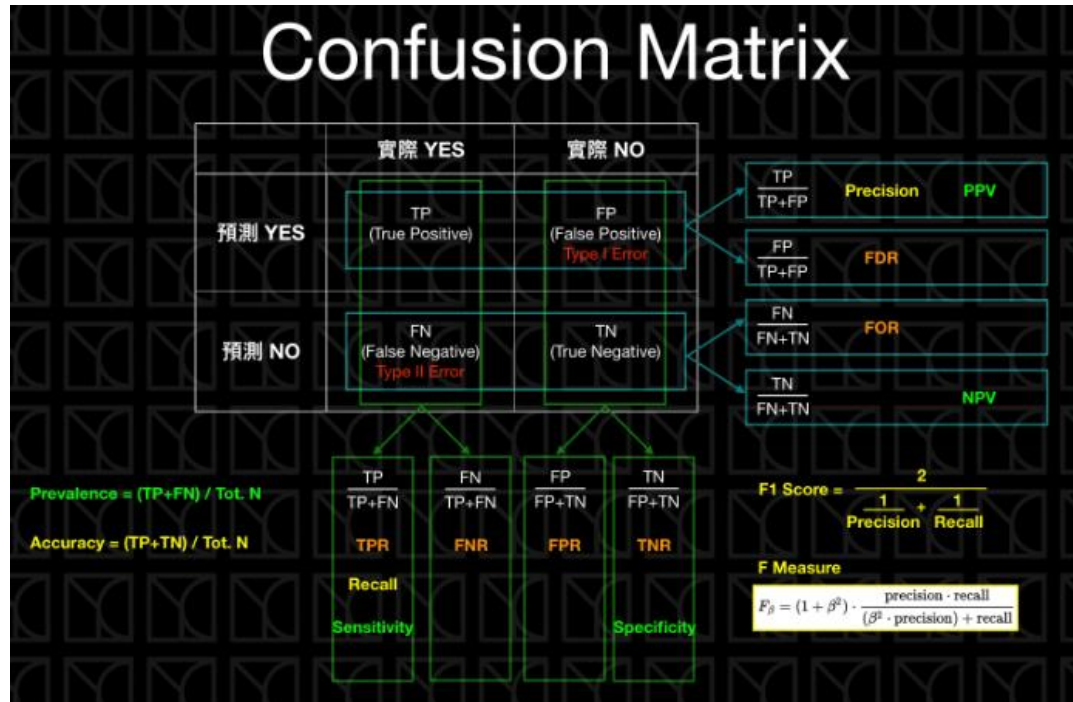 Confusion Matrix
實際 YES
實際 NO
預測 YES
TP
(True Positive)
FP
(False Positive)
Type I Error
預測 NO
FN
(False Negative)
Type II Error
TN
(True Negative)
TP
TP+FP
Precision
PPV
FP
TP+FP
FDR
FN
FN+TN
FOR
TN
FN+TN
NPV
Prevalence = (TP+FN) / Tot. N
Accuracy = (TP+TN) / Tot. N
TP
TP+FN
TPR
Recall
Sensitivity
FN
TP+FN
FNR
FP
FP+TN
FPR
TN
FP+TN
TNR
Specificity
F1 Score =
2
1
Precision
+
1
Recall
F Measure
Fβ = (1 + β²) · precision · recall / (β² · precision) + recall